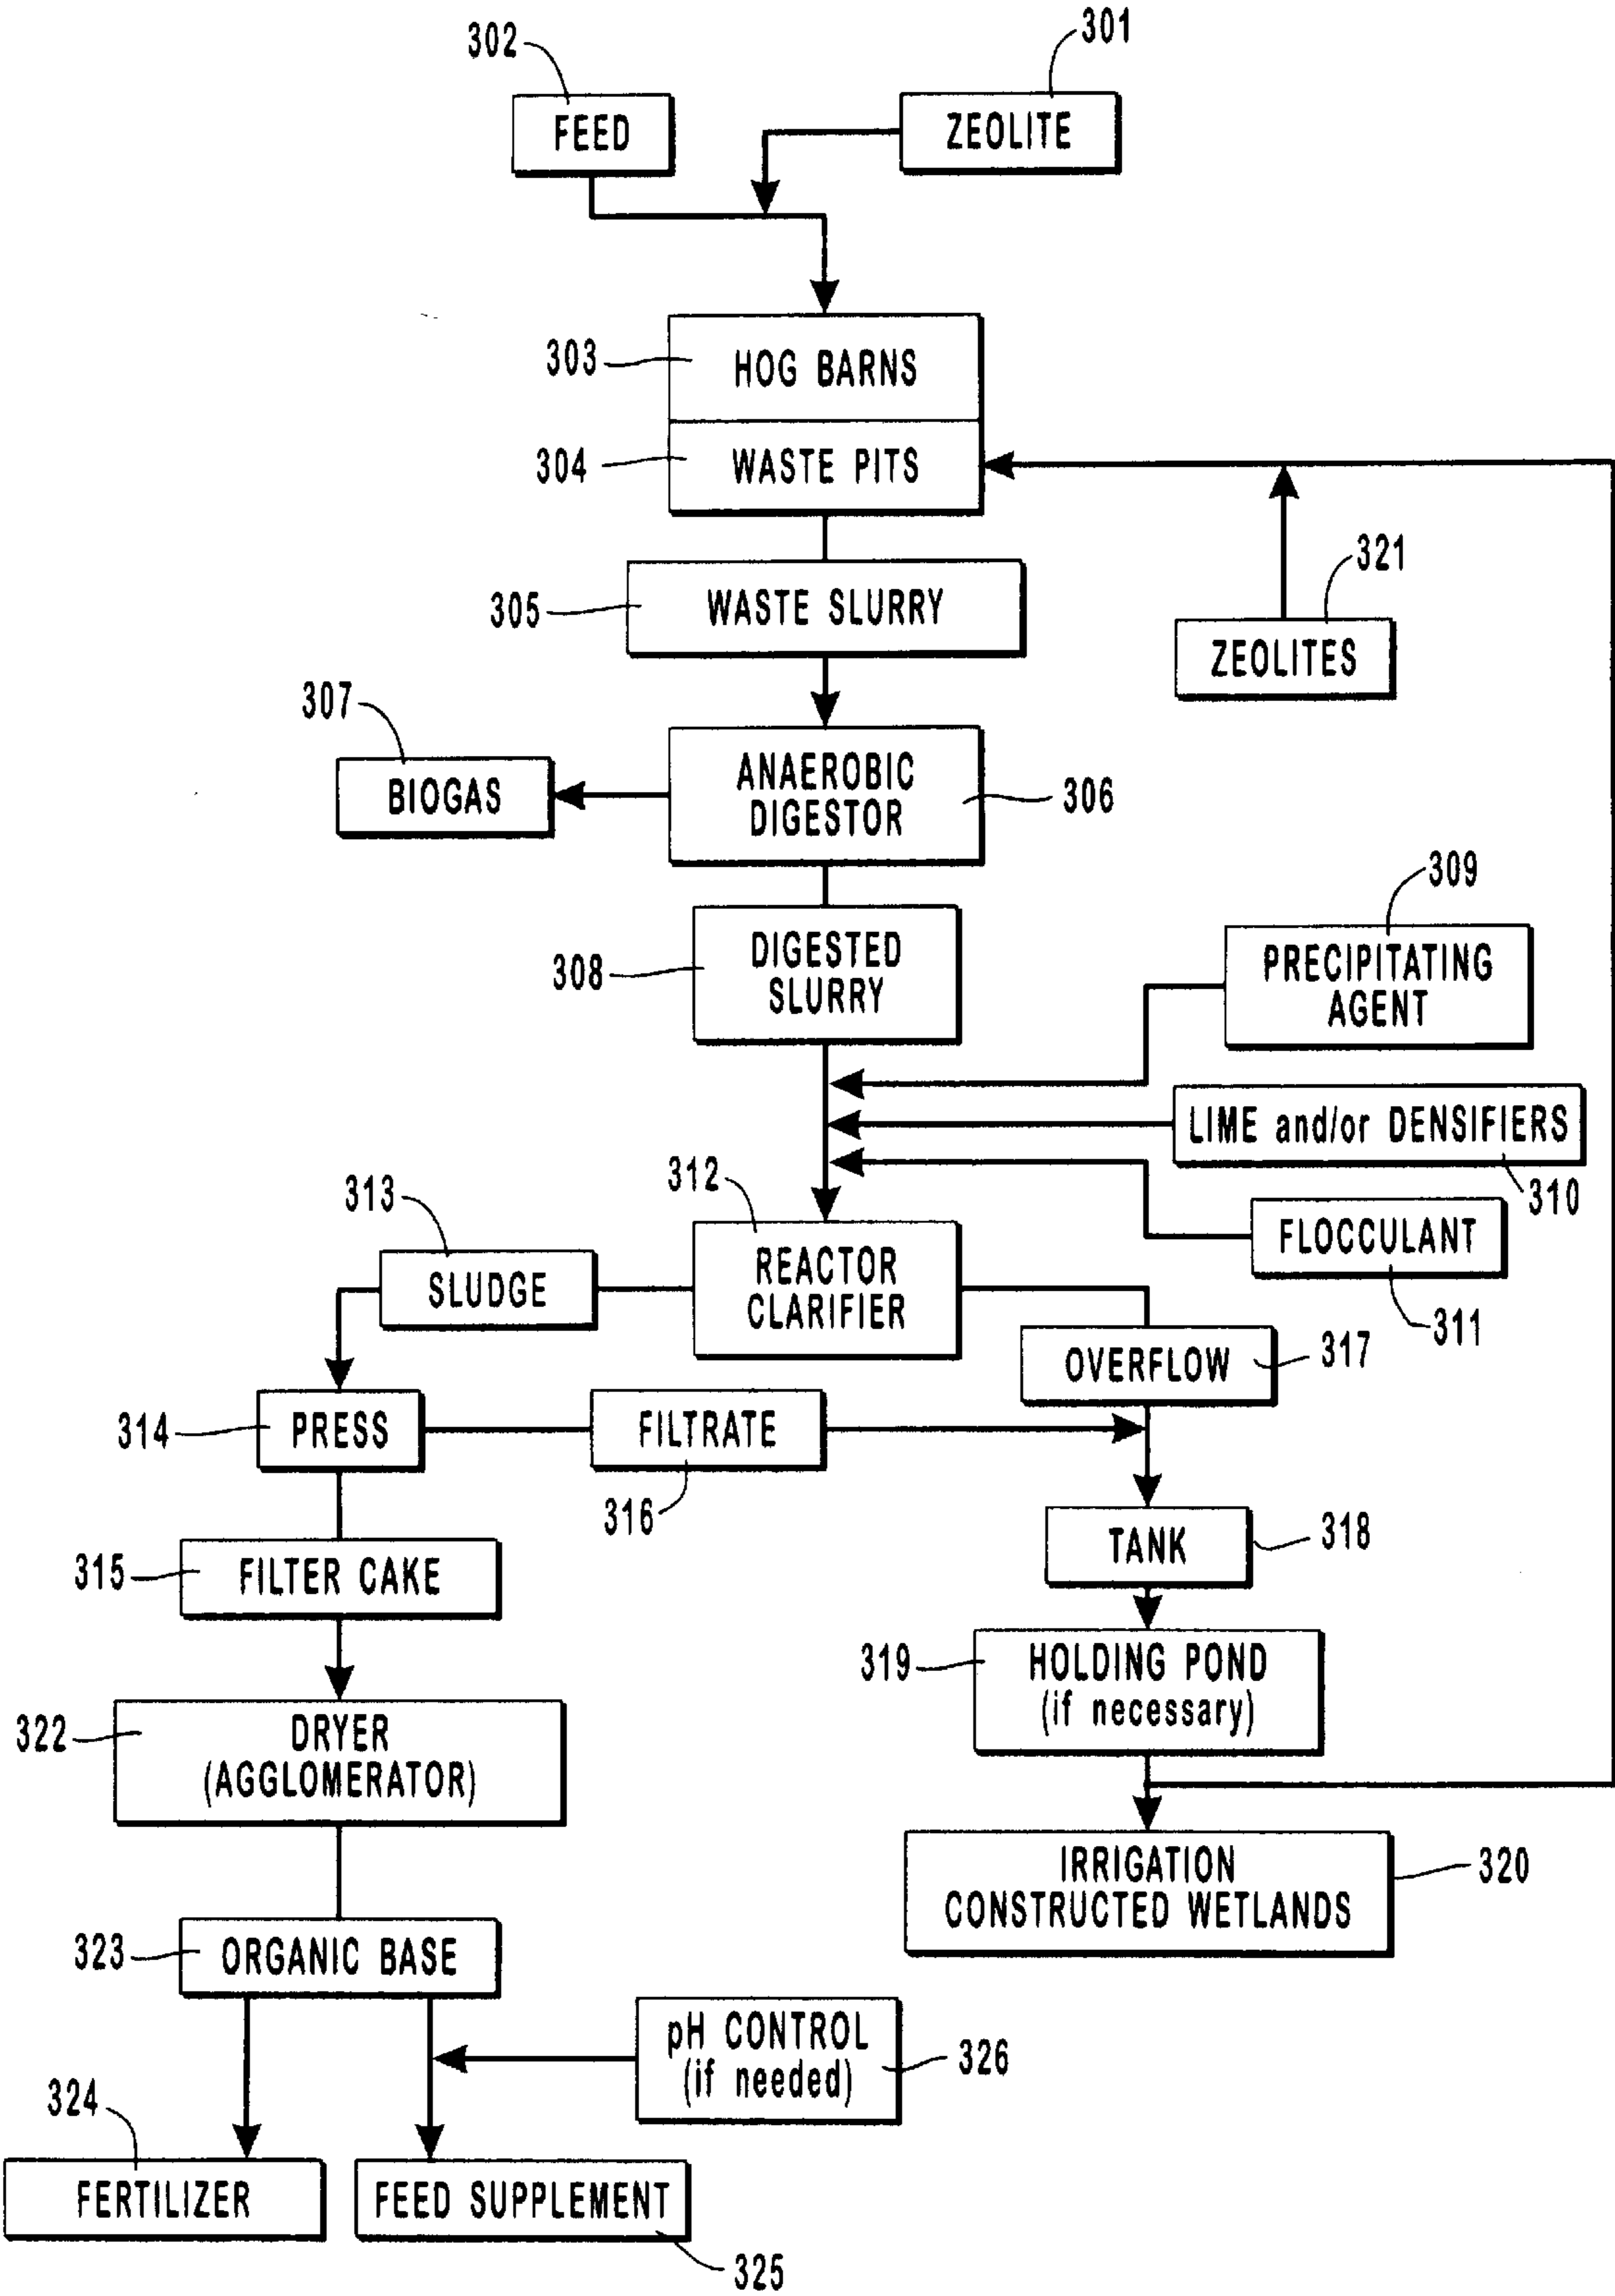 302
301
FEED
ZEOLITE
303
HOG BARNS
304
WASTE PITS
305
WASTE SLURRY
321
ZEOLITES
307
BIOGAS
ANAEROBIC
DIGESTOR
306
308
DIGESTED
SLURRY
309
PRECIPITATING
AGENT
LIME and/or DENSIFIERS
310
312
313
SLUDGE
REACTOR
CLARIFIER
FLOCCULANT
311
OVERFLOW
317
314
PRESS
FILTRATE
316
TANK
318
315
FILTER CAKE
319
HOLDING POND
(if necessary)
322
DRYER
(AGGLOMERATOR)
IRRIGATION
CONSTRUCTED WETLANDS
320
323
ORGANIC BASE
pH CONTROL
(if needed)
326
324
FERTILIZER
FEED SUPPLEMENT
325